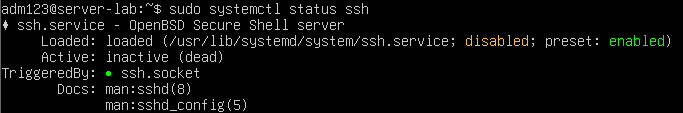 adm123@server-lab:~$ sudo systemctl status ssh
♦ ssh.service - OpenBSD Secure Shell server
     Loaded: loaded (/usr/lib/systemd/system/ssh.service; disabled; preset: enabled)
     Active: inactive (dead)
TriggeredBy: ● ssh.socket
       Docs: man:sshd(8)
             man:sshd_config(5)